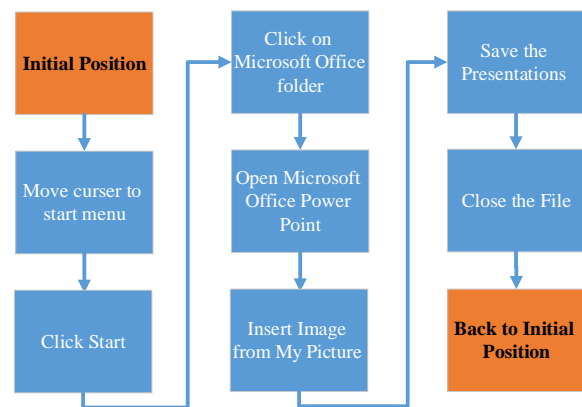 Initial Position
Move curser to
start menu
Click Start
Click on
Microsoft Office
folder
Open Microsoft
Office Power
Point
Insert Image
from My Picture
Save the
Presentations
Close the File
Back to Initial
Position